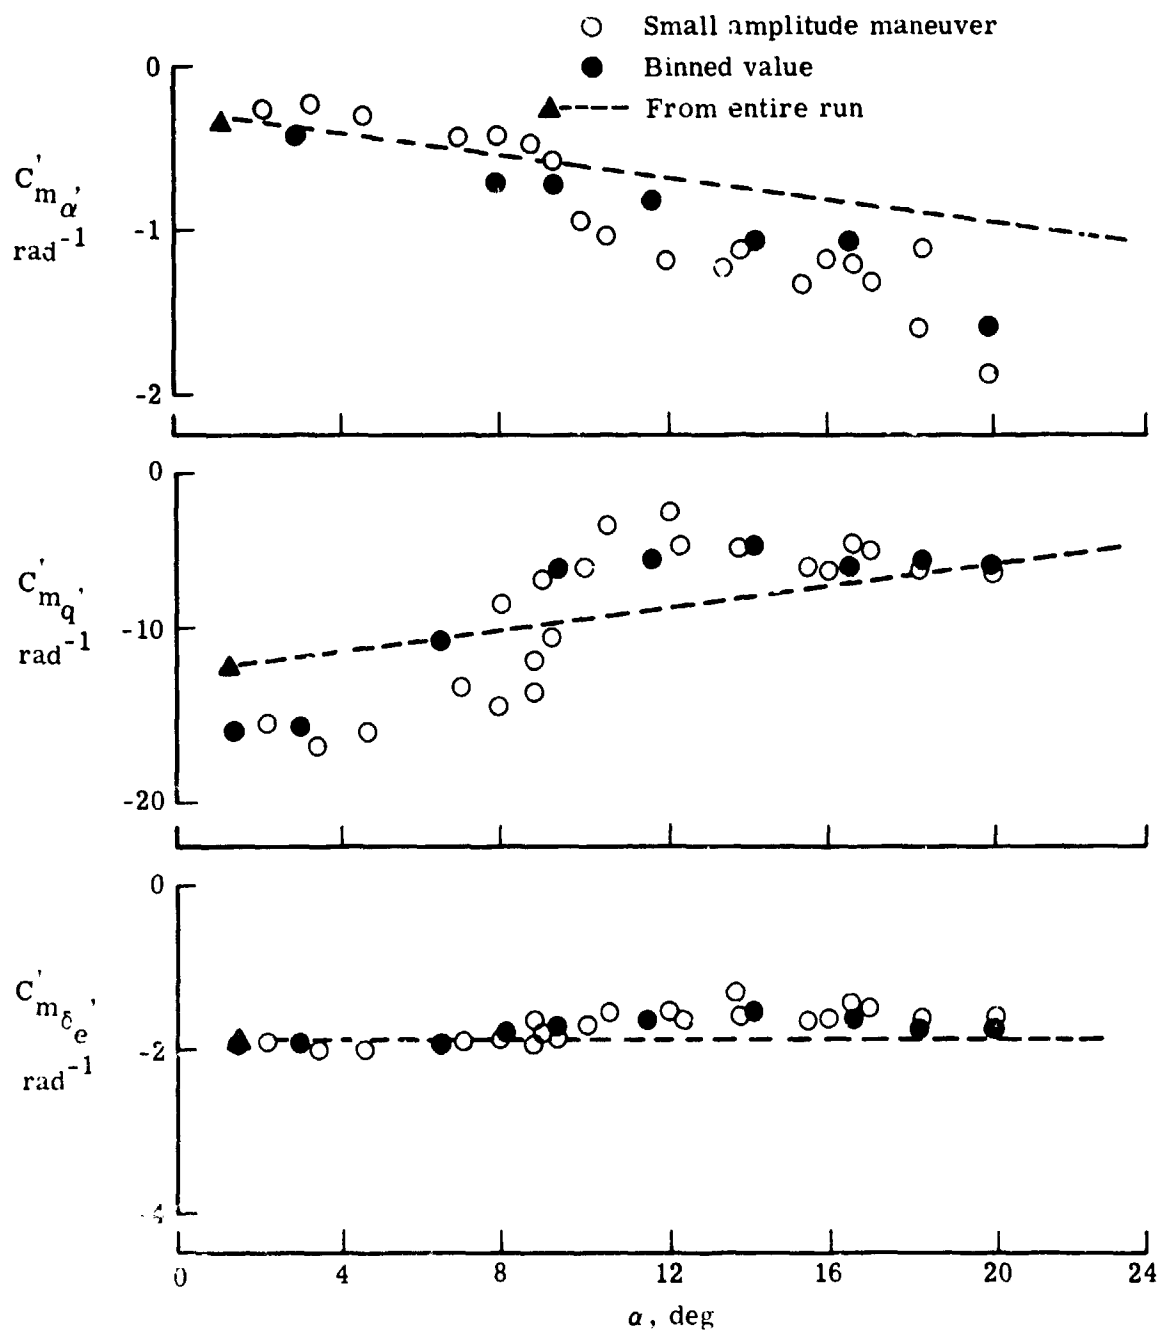 Small amplitude maneuver
Binned value
From entire run
0
C'mα,
rad-1
-1
-2
0
C'mq,
rad-1
-10
-20
0
C'mδe,
rad-1
-2
0 4 8 12 16 20 24
α, deg